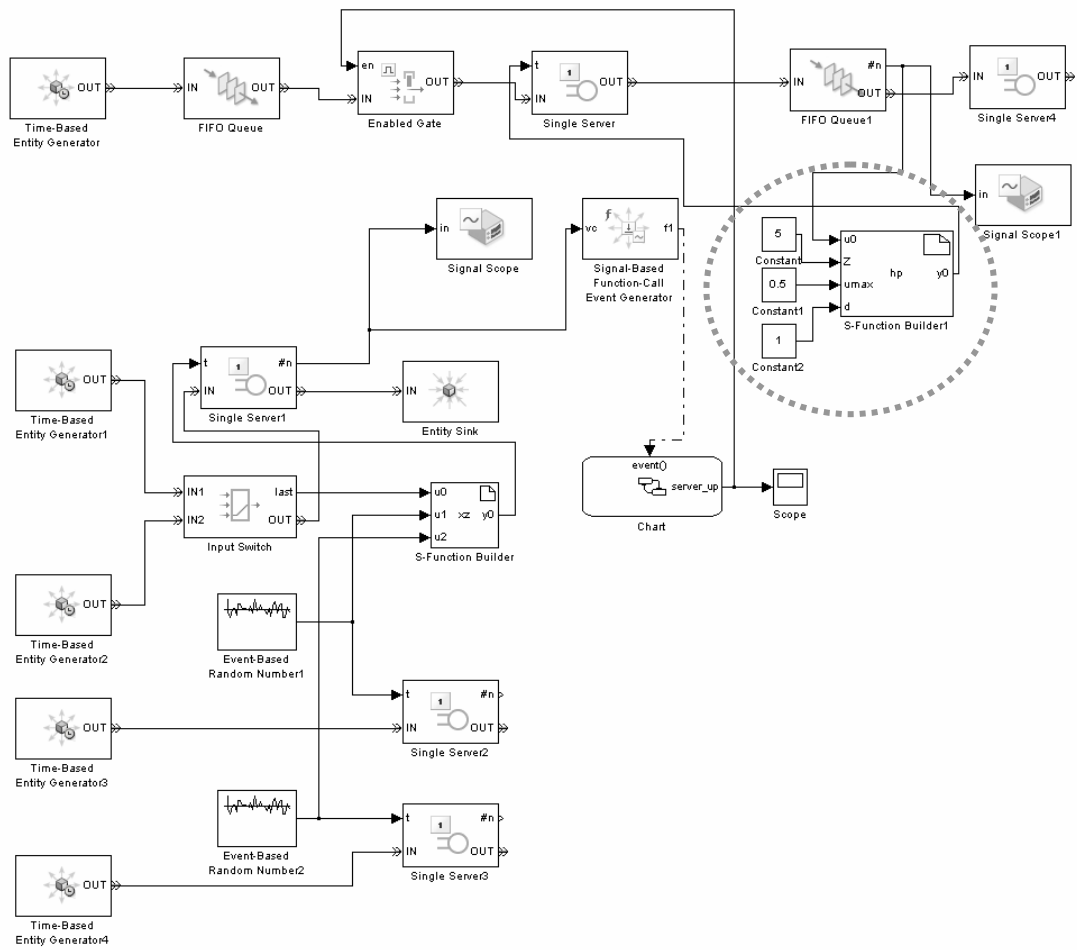 OUT
Time-Based
Entity Generator
IN
OUT
FIFO Queue
en
IN
OUT
Enabled Gate
t
IN
1
OUT
Single Server
IN
#n
OUT
FIFO Queue1
IN
1
OUT
Single Server4
in
Signal Scope
vc
f
f1
Signal-Based
Function-Call
Event Generator
in
Signal Scope1
5
Constant
0.5
Constant1
1
Constant2
u0
Z
umax
d
hp
y0
S-Function Builder1
OUT
Time-Based
Entity Generator1
t
IN
1
#n
OUT
Single Server1
IN
Entity Sink
event()
server_up
Chart
Scope
IN1
IN2
last
OUT
Input Switch
u0
u1
u2
xz
y0
S-Function Builder
OUT
Time-Based
Entity Generator2
Event-Based
Random Number1
OUT
Time-Based
Entity Generator3
t
IN
1
#n
OUT
Single Server2
Event-Based
Random Number2
t
IN
1
#n
OUT
Single Server3
OUT
Time-Based
Entity Generator4